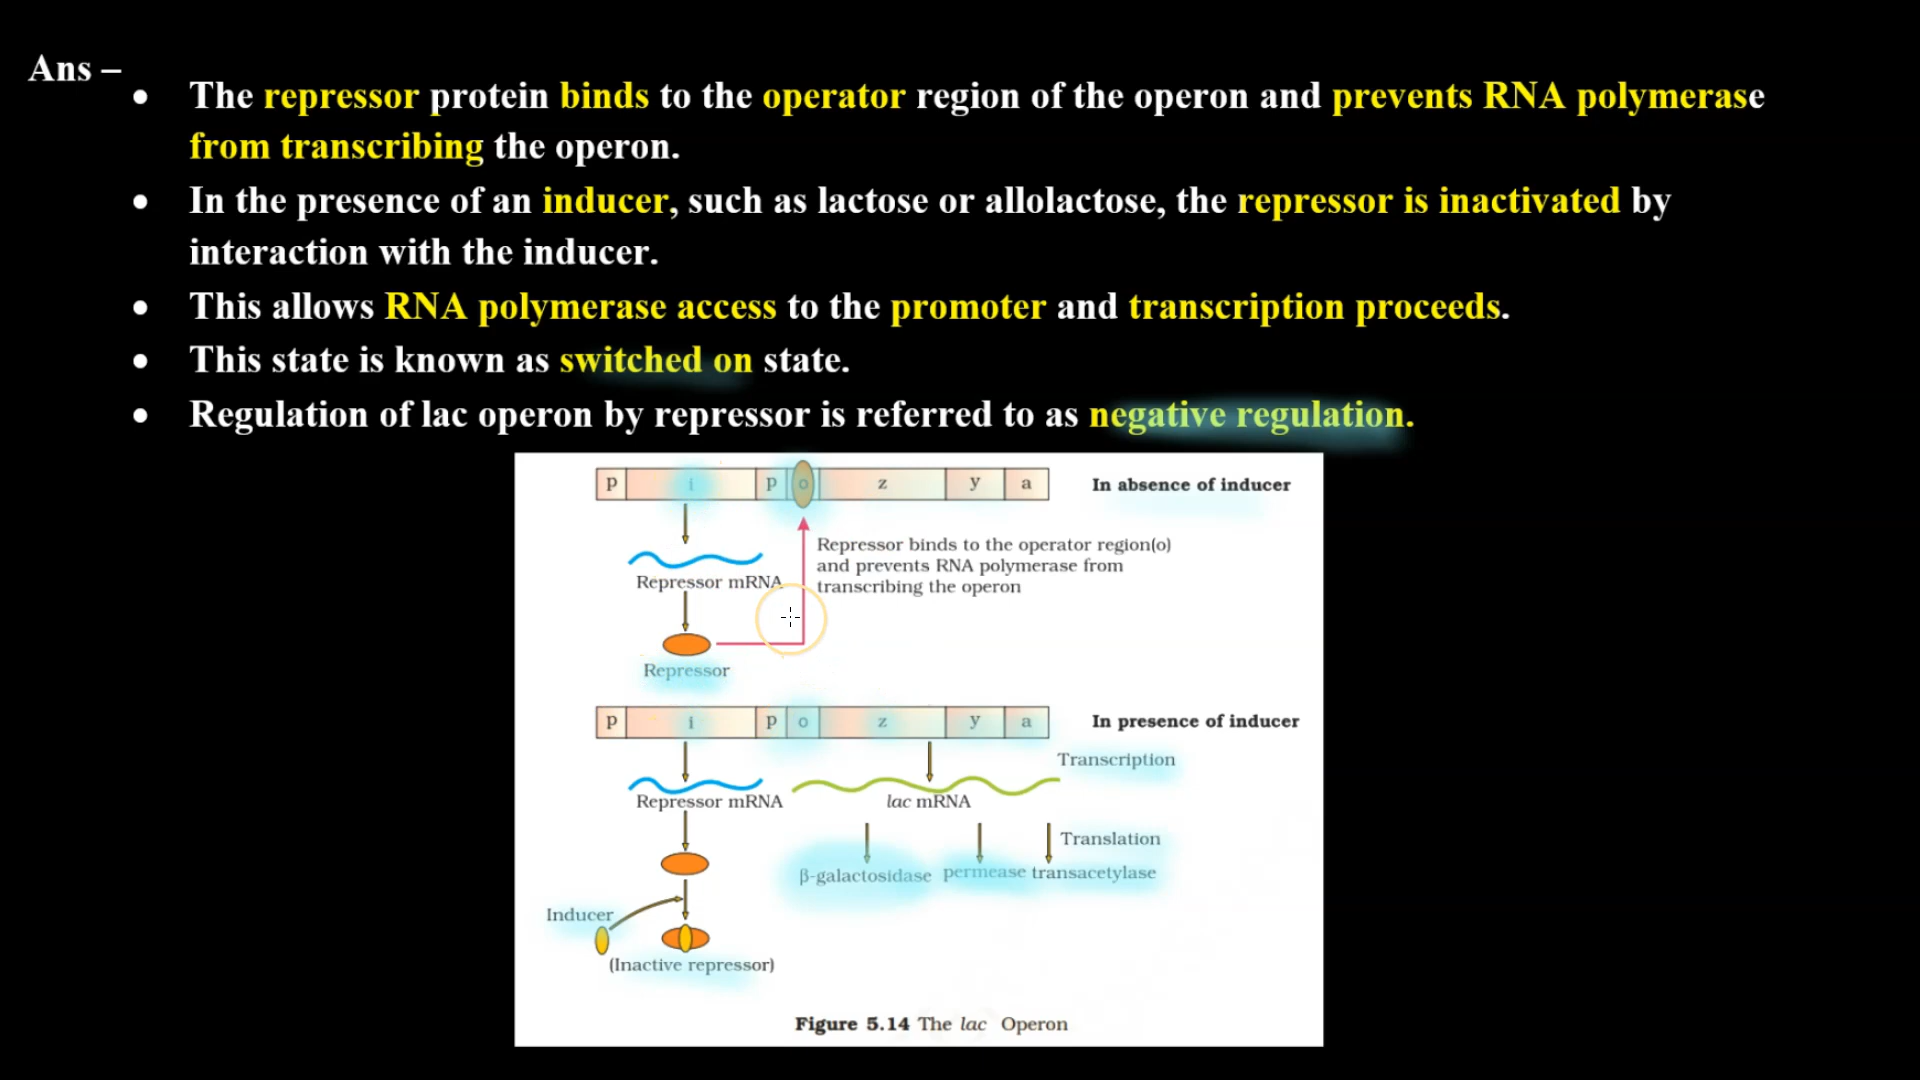 Ans –
• The repressor protein binds to the operator region of the operon and prevents RNA polymerase
from transcribing the operon.
• In the presence of an inducer, such as lactose or allolactose, the repressor is inactivated by
interaction with the inducer.
• This allows RNA polymerase access to the promoter and transcription proceeds.
• This state is known as switched on state.
• Regulation of lac operon by repressor is referred to as negative regulation.
p i p o z y a In absence of inducer
Repressor binds to the operator region(o)
and prevents RNA polymerase from
transcribing the operon
Repressor mRNA
Repressor
p i p o z y a In presence of inducer
Transcription
Repressor mRNA lac mRNA
Translation
β-galactosidase permease transacetylase
Inducer
(Inactive repressor)
Figure 5.14 The lac Operon